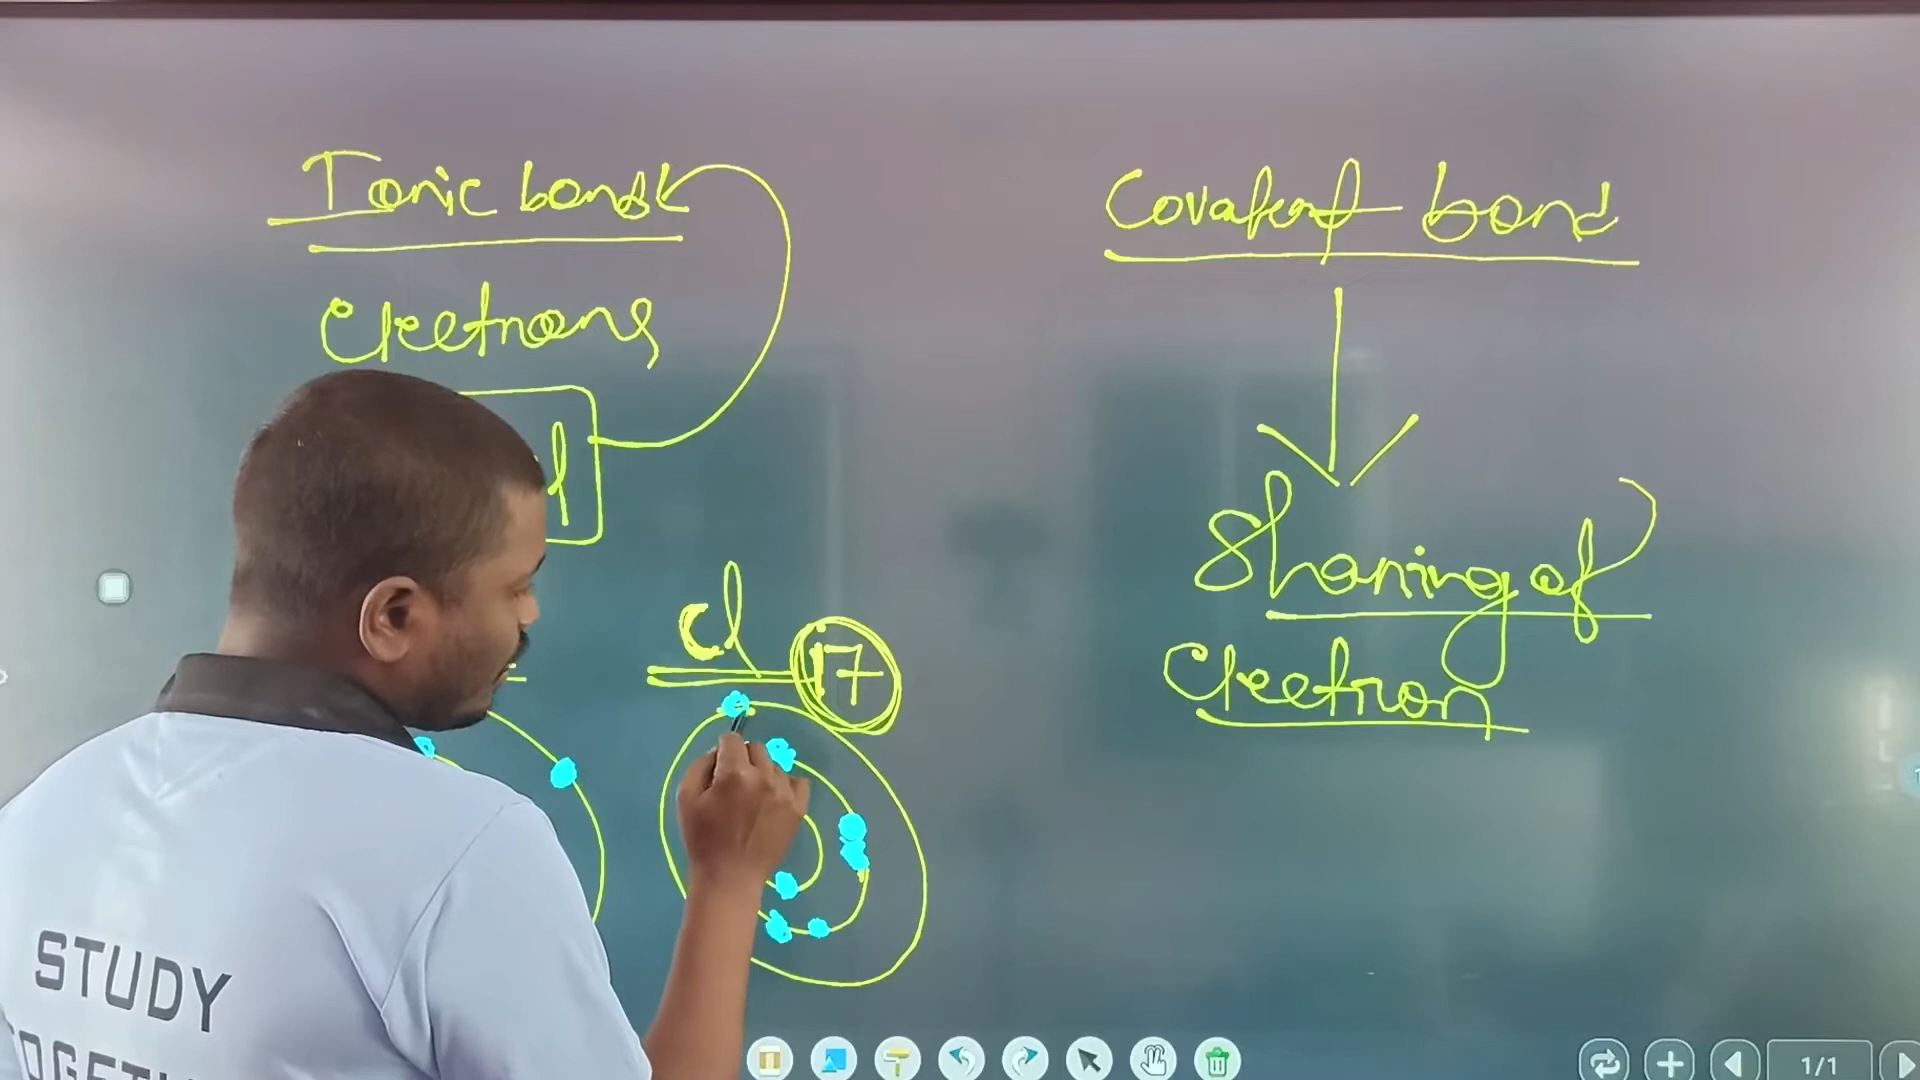 Ionic bond
Covalent bond
electrons
l
Sharing of
Cl
17
electron
STUDY
1/1